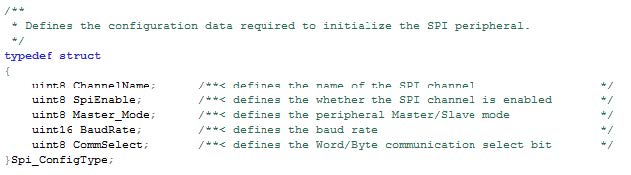 /**
 * Defines the configuration data required to initialize the SPI peripheral.
 */
typedef struct
{
    uint8 ChannelName;        /**< defines the name of the SPI channel                  */
    uint8 SpiEnable;          /**< defines the whether the SPI channel is enabled       */
    uint8 Master_Mode;        /**< defines the peripheral Master/Slave mode             */
    uint16 BaudRate;          /**< defines the baud rate                                */
    uint8 CommSelect;         /**< defines the Word/Byte communication select bit       */
}Spi_ConfigType;